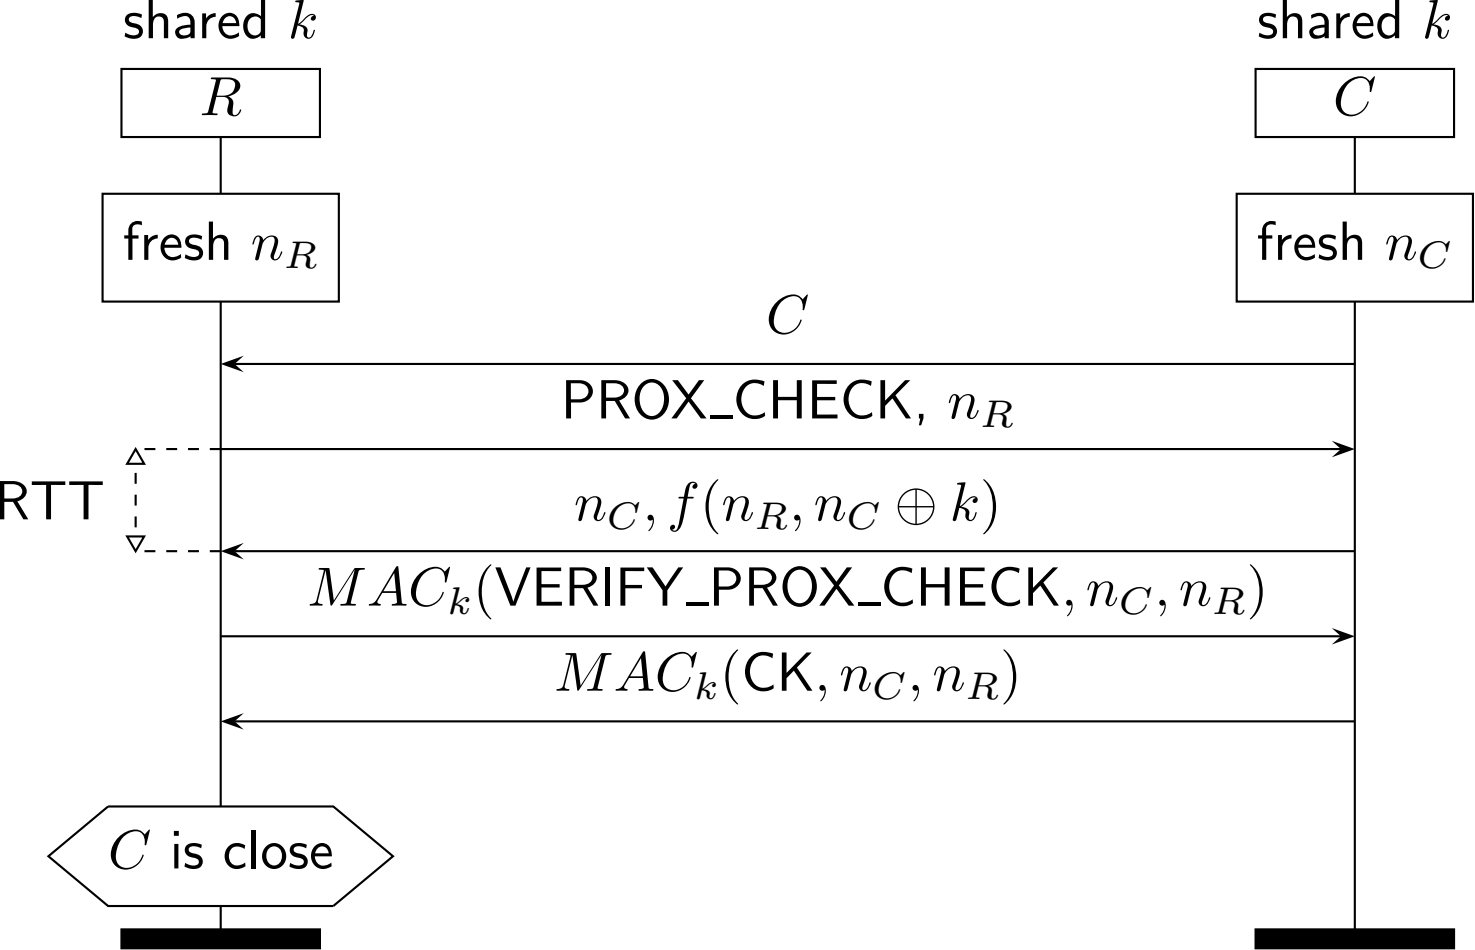 shared k
shared k
R
C
fresh n_R
fresh n_C
C
PROX_CHECK, n_R
RTT
n_C, f(n_R, n_C ⊕ k)
MAC_k(VERIFY_PROX_CHECK, n_C, n_R)
MAC_k(CK, n_C, n_R)
C is close